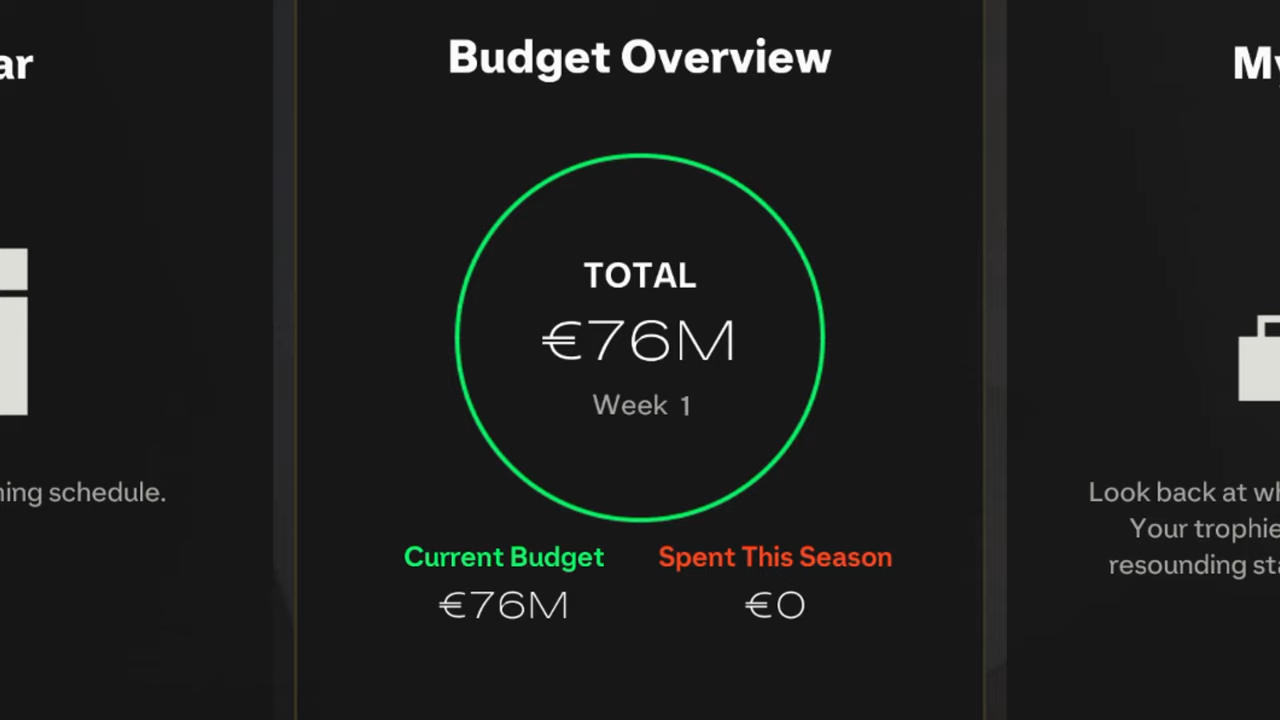 ar
Budget Overview
My
TOTAL
€76M
Week 1
ning schedule.
Look back at wh
Your trophie
resounding sta
Current Budget
Spent This Season
€76M
€0